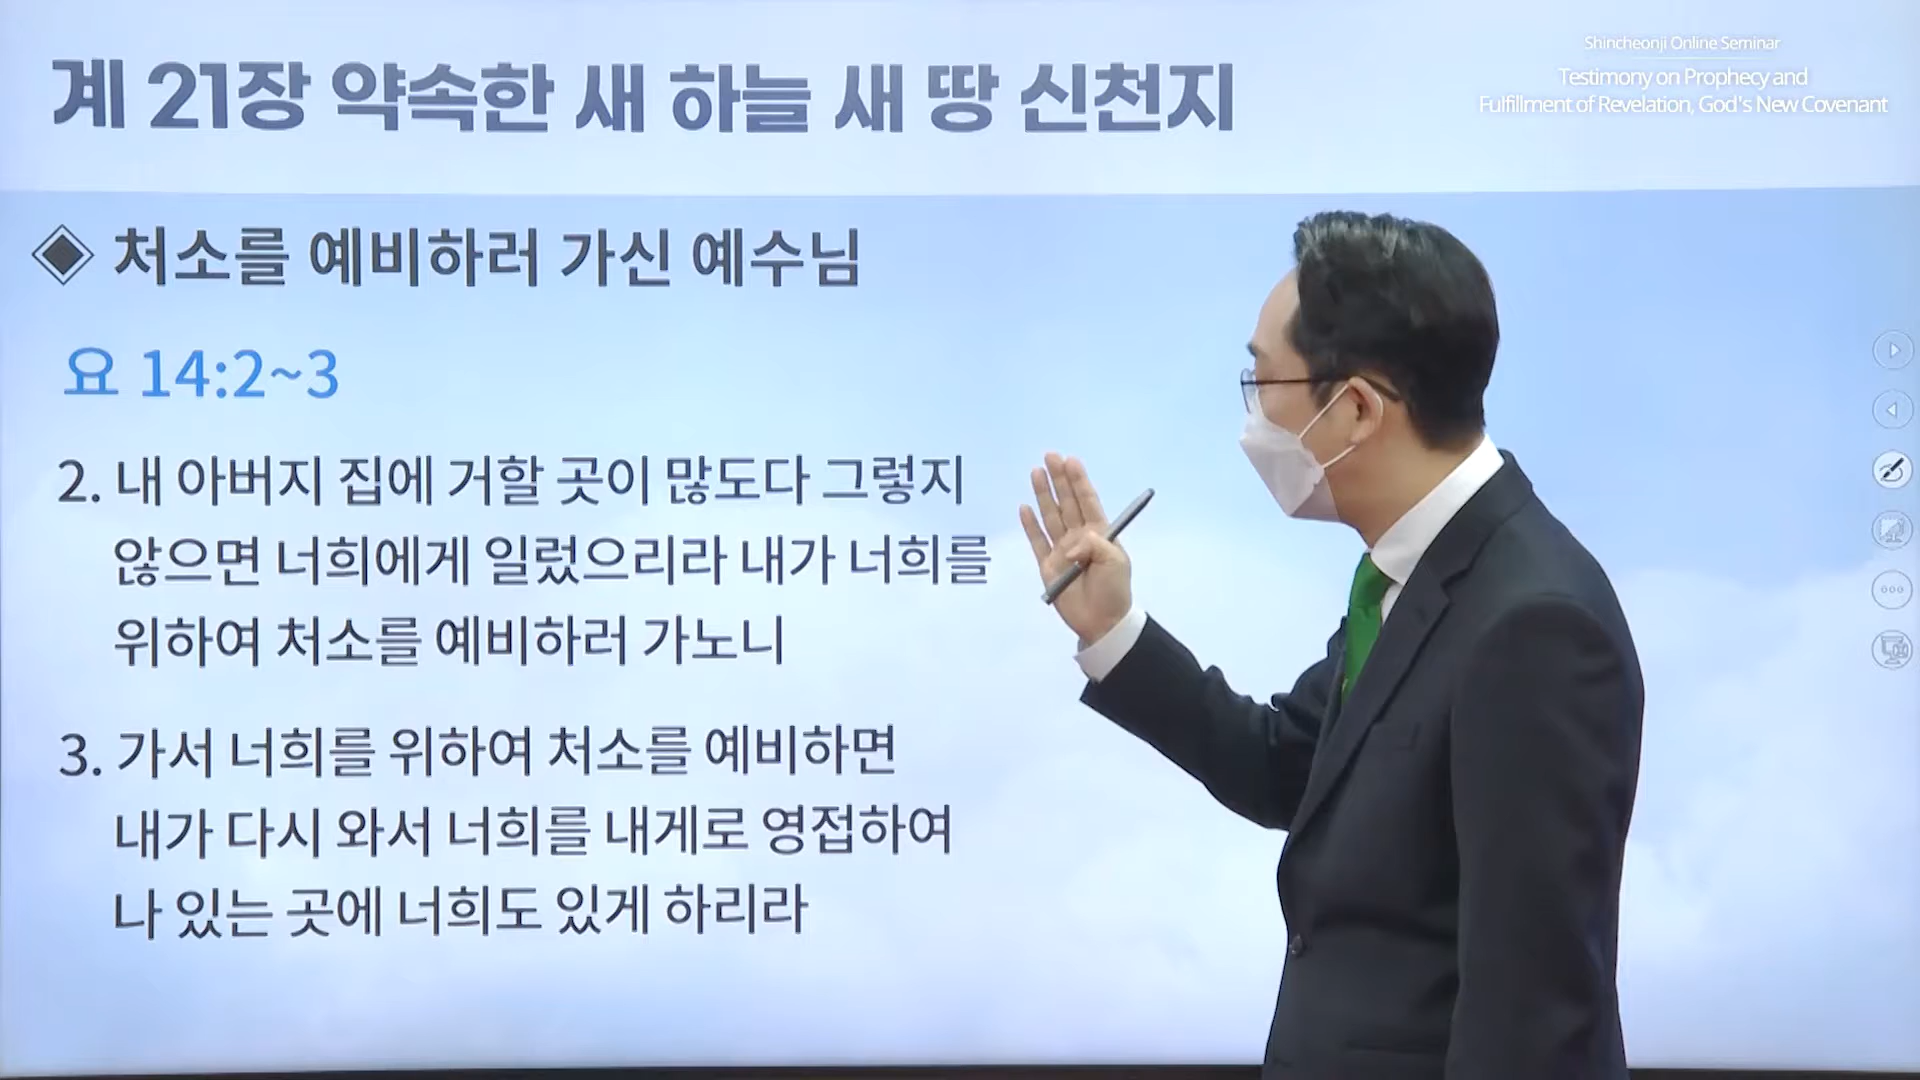 계 21장 약속한 새 하늘 새 땅 신천지
Shincheonji Online Seminar
Testimony on Prophecy and
Fulfillment of Revelation, God's New Covenant
처소를 예비하러 가신 예수님
요 14:2~3
2. 내 아버지 집에 거할 곳이 많도다 그렇지
않으면 너희에게 일렀으리라 내가 너희를
위하여 처소를 예비하러 가노니
3. 가서 너희를 위하여 처소를 예비하면
내가 다시 와서 너희를 내게로 영접하여
나 있는 곳에 너희도 있게 하리라